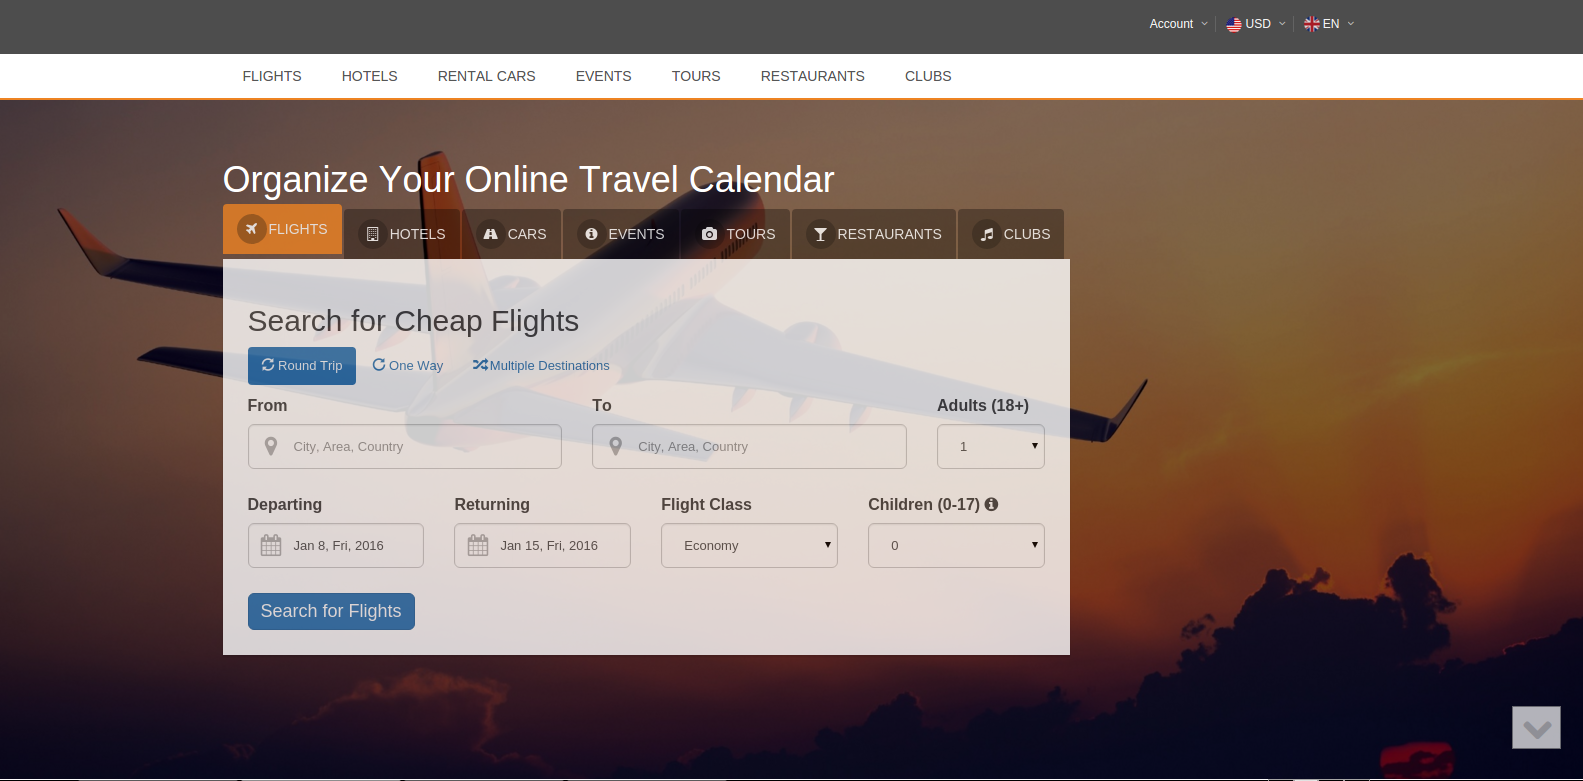 Account USD EN
FLIGHTS HOTELS RENTAL CARS EVENTS TOURS RESTAURANTS CLUBS
Organize Your Online Travel Calendar
FLIGHTS HOTELS CARS EVENTS TOURS RESTAURANTS CLUBS
Search for Cheap Flights
Round Trip One Way Multiple Destinations
From To Adults (18+)
City, Area, Country City, Area, Country 1
Departing Returning Flight Class Children (0-17)
Jan 8, Fri, 2016 Jan 15, Fri, 2016 Economy 0
Search for Flights